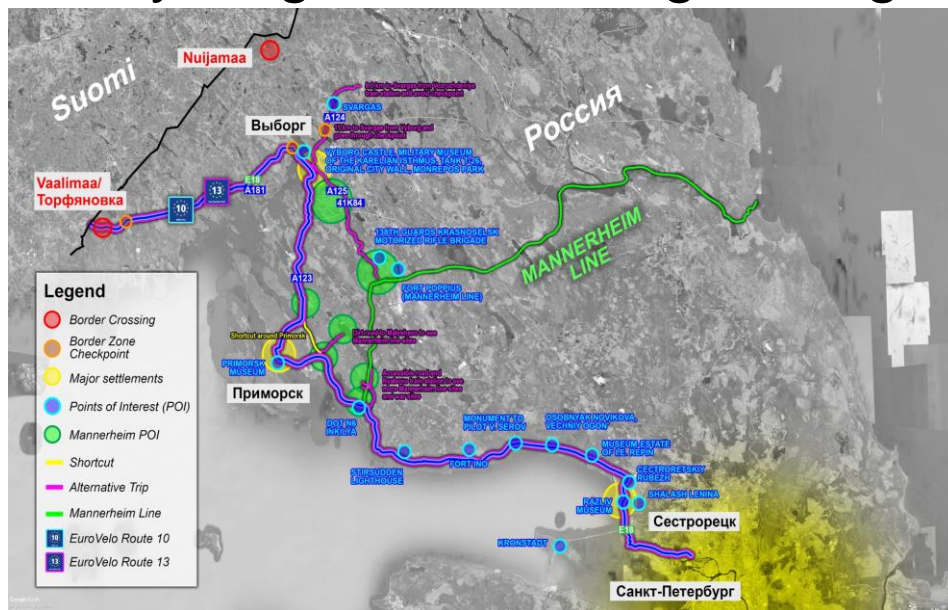 Suomi
Nuijamaa
SVARGAS
A124
Выборг
Россия
VYBORG CASTLE, MILITARY MUSEUM
OF THE KARELIAN ISTHMUS, TANK T-26,
ORIGINAL CITY WALL, MONREPOS PARK
Vaalimaa/
Торфяновка
E18
A181
13
10
A125
41K84
138TH GUARDS KRASNOSELSK
MOTORIZED RIFLE BRIGADE
MANNERHEIM
LINE
FORT POPPIUS
(MANNERHEIM LINE)
A123
Legend
Border Crossing
Border Zone
Checkpoint
Major settlements
Points of Interest (POI)
Mannerheim POI
Shortcut
Alternative Trip
Mannerheim Line
10
EuroVelo Route 10
13
EuroVelo Route 13
Shortcut around Primorsk
PRIMORSK
MUSEUM
Приморск
DOT N6
INKILYA
STIRSUDDEN
LIGHTHOUSE
FORT INO
MONUMENT TO
PILOT V. SEROV
OSOBNYAK NOVIKOVA,
VECHNIY OGON'
MUSEUM ESTATE
OF I.E. REPIN
CECTRORETSKIY
RUBEZH
RAZLIV
MUSEUM
SHALASH LENINA
Сестрорецк
E18
KRONSTADT
Санкт-Петербург